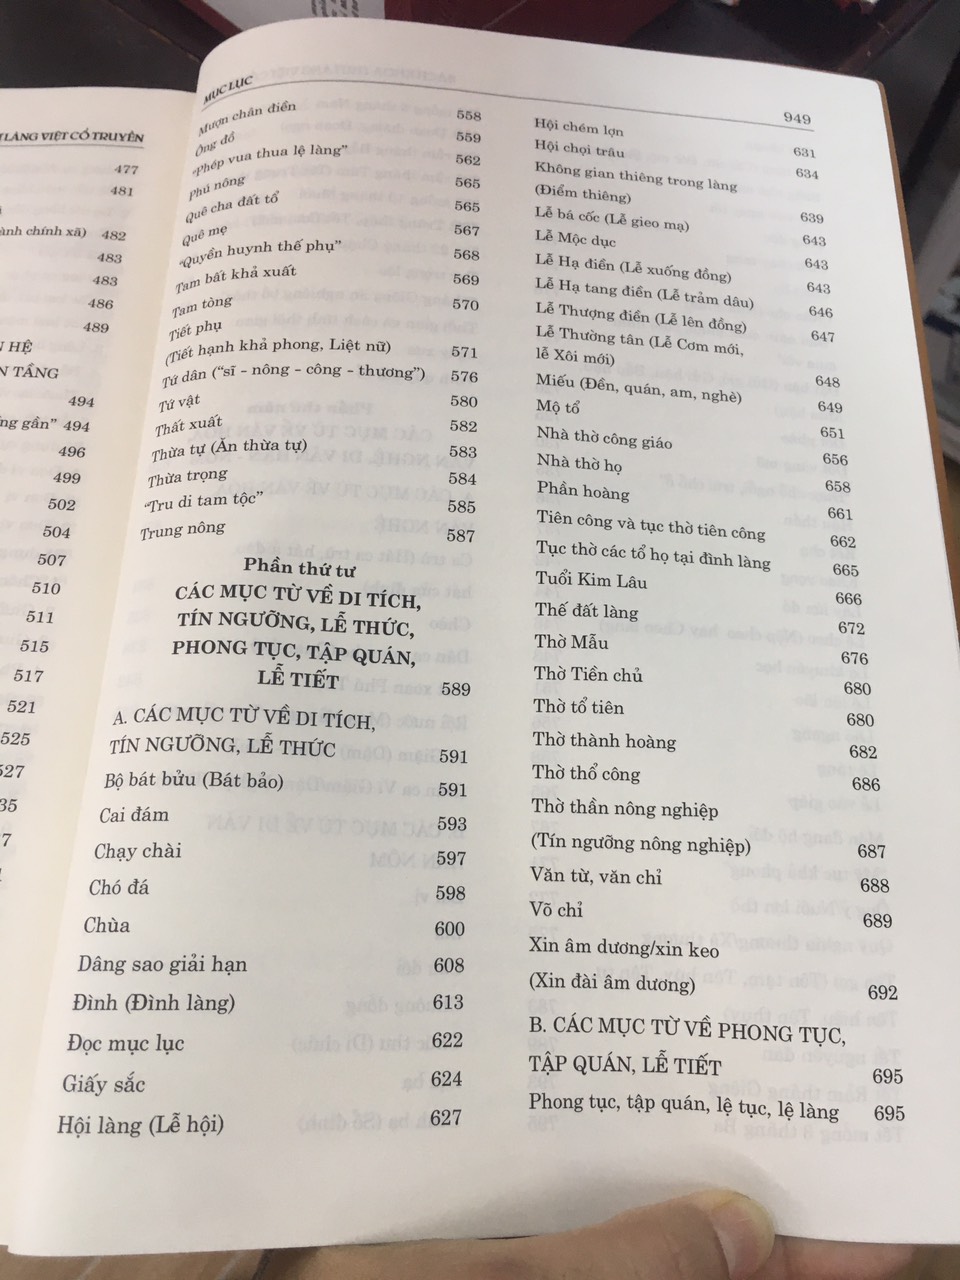 LÀNG VIỆT CỔ TRUYỀN
477
481
ành chính xã) 482
483
483
486
489
HỆ
N TẦNG
494
gần” 494
496
499
502
504
507
510
511
515
517
521
525
527
MỤC LỤC
949
Mượn chân điền 558
Ông đồ 559
“Phép vua thua lệ làng” 562
Phú nông 565
Quê cha đất tổ 565
Quê mẹ 567
“Quyền huynh thế phụ” 568
Tam bất khả xuất 569
Tam tòng 570
Tiết phụ
(Tiết hạnh khả phong, Liệt nữ) 571
Tứ dân (“sĩ - nông - công - thương”) 576
Tứ vật 580
Thất xuất 582
Thừa tự (Ăn thừa tự) 583
Thừa trọng 584
“Tru di tam tộc” 585
Trung nông 587
Phần thứ tư
CÁC MỤC TỪ VỀ DI TÍCH,
TÍN NGƯỠNG, LỄ THỨC,
PHONG TỤC, TẬP QUÁN,
LỄ TIẾT 589
A. CÁC MỤC TỪ VỀ DI TÍCH,
TÍN NGƯỠNG, LỄ THỨC 591
Bộ bát bửu (Bát bảo) 591
Cai đám 593
Chạy chài 597
Chó đá 598
Chùa 600
Dâng sao giải hạn 608
Đình (Đình làng) 613
Đọc mục lục 622
Giấy sắc 624
Hội làng (Lễ hội) 627
Hội chém lợn 631
Hội chọi trâu 634
Không gian thiêng trong làng
(Điểm thiêng) 639
Lễ bá cốc (Lễ gieo mạ) 643
Lễ Mộc dục 643
Lễ Hạ điền (Lễ xuống đồng) 643
Lễ Hạ tang điền (Lễ trảm dâu) 646
Lễ Thượng điền (Lễ lên đồng) 647
Lễ Thường tân (Lễ Cơm mới,
lễ Xôi mới) 648
Miếu (Đền, quán, am, nghè) 649
Mộ tổ 651
Nhà thờ công giáo 656
Nhà thờ họ 658
Phần hoàng 661
Tiên công và tục thờ tiên công 662
Tục thờ các tổ họ tại đình làng 665
Tuổi Kim Lâu 666
Thế đất làng 672
Thờ Mẫu 676
Thờ Tiền chủ 680
Thờ tổ tiên 680
Thờ thành hoàng 682
Thờ thổ công 686
Thờ thần nông nghiệp
(Tín ngưỡng nông nghiệp) 687
Văn từ, văn chỉ 688
Võ chỉ 689
Xin âm dương/xin keo
(Xin đài âm dương) 692
B. CÁC MỤC TỪ VỀ PHONG TỤC,
TẬP QUÁN, LỄ TIẾT 695
Phong tục, tập quán, lệ tục, lệ làng 695